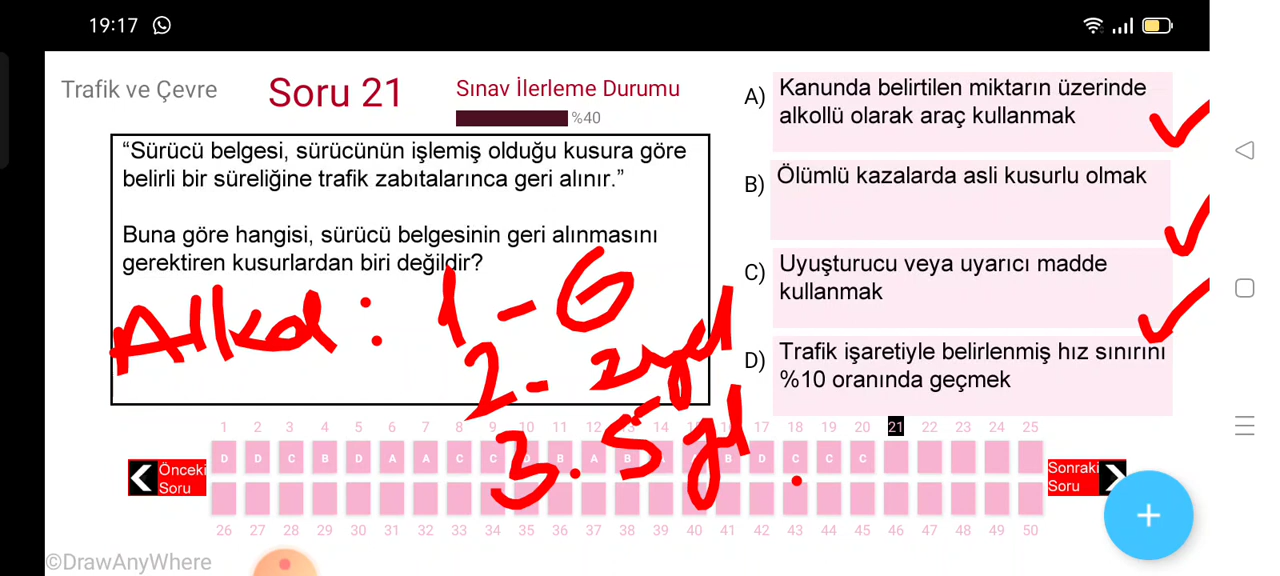 19:17
Trafik ve Çevre
Soru 21
Sınav İlerleme Durumu
%40
“Sürücü belgesi, sürücünün işlemiş olduğu kusura göre
belirli bir süreliğine trafik zabıtalarınca geri alınır.”
Buna göre hangisi, sürücü belgesinin geri alınmasını
gerektiren kusurlardan biri değildir?
Alkol : 1 - 6
2 - 2 yıl
3. 5 yıl
A) Kanunda belirtilen miktarın üzerinde
alkollü olarak araç kullanmak
B) Ölümlü kazalarda asli kusurlu olmak
C) Uyuşturucu veya uyarıcı madde
kullanmak
D) Trafik işaretiyle belirlenmiş hız sınırını
%10 oranında geçmek
1 2 3 4 5 6 7 8 9 10 11 12 13 14 15 16 17 18 19 20 21 22 23 24 25
D D C B D A A C C B A B D C C C
Önceki
Soru
Sonraki
Soru
26 27 28 29 30 31 32 33 34 35 36 37 38 39 40 41 42 43 44 45 46 47 48 49 50
©DrawAnyWhere